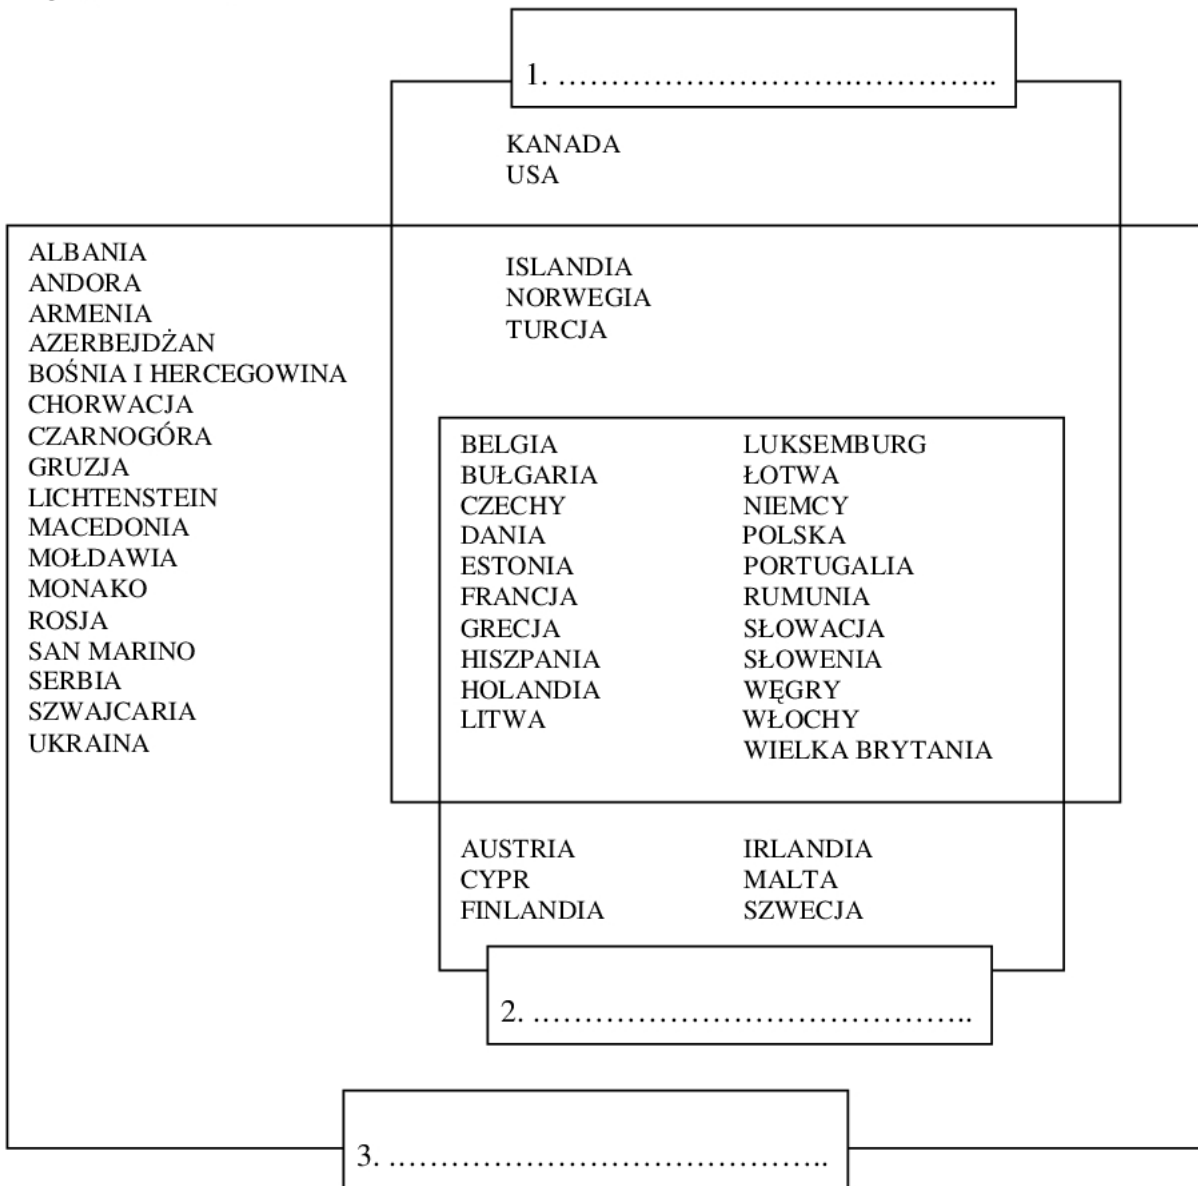 1. ……………………….…………..
KANADA
USA
ALBANIA
ANDORA
ARMENIA
AZERBEJDŻAN
BOŚNIA I HERCEGOWINA
CHORWACJA
CZARNOGÓRA
GRUZJA
LICHTENSTEIN
MACEDONIA
MOŁDAWIA
MONAKO
ROSJA
SAN MARINO
SERBIA
SZWAJCARIA
UKRAINA
ISLANDIA
NORWEGIA
TURCJA
BELGIA
BUŁGARIA
CZECHY
DANIA
ESTONIA
FRANCJA
GRECJA
HISZPANIA
HOLANDIA
LITWA
LUKSEMBURG
ŁOTWA
NIEMCY
POLSKA
PORTUGALIA
RUMUNIA
SŁOWACJA
SŁOWENIA
WĘGRY
WŁOCHY
WIELKA BRYTANIA
AUSTRIA
CYPR
FINLANDIA
IRLANDIA
MALTA
SZWECJA
2. ..…………………………………..
3. ..…………………………………..